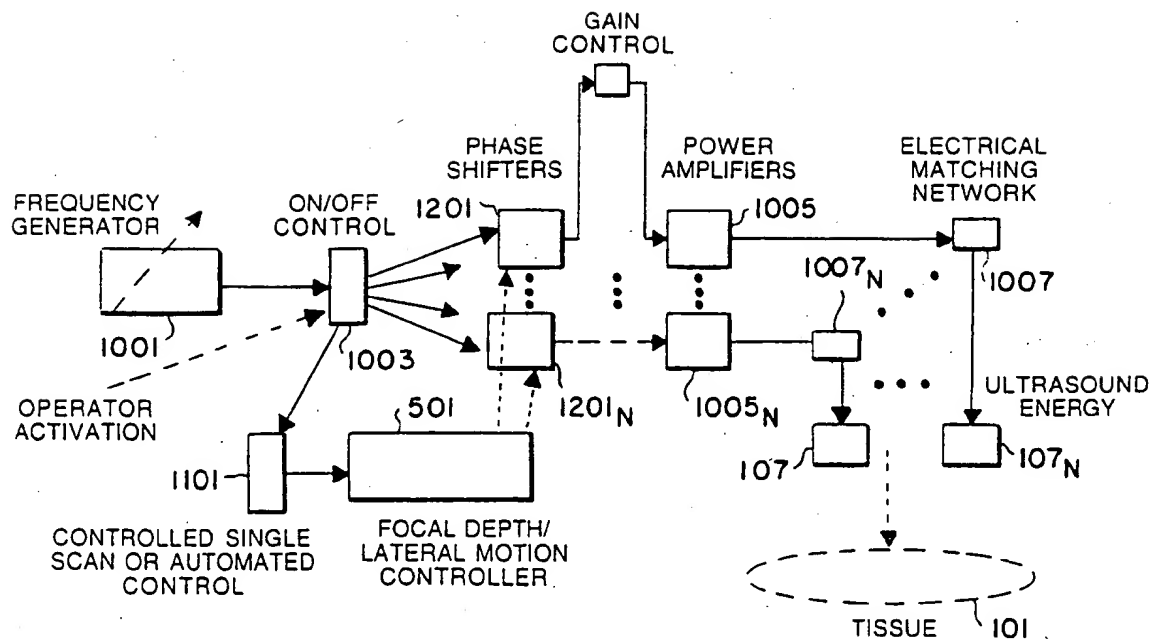 GAIN
CONTROL
PHASE
SHIFTERS
POWER
AMPLIFIERS
ELECTRICAL
MATCHING
NETWORK
FREQUENCY
GENERATOR
ON/OFF
CONTROL
1201
1005
1007
1007N
1001
1003
1201N
1005N
OPERATOR
ACTIVATION
501
ULTRASOUND
ENERGY
1101
107
107N
CONTROLLED SINGLE
SCAN OR AUTOMATED
CONTROL
FOCAL DEPTH/
LATERAL MOTION
CONTROLLER
TISSUE
101